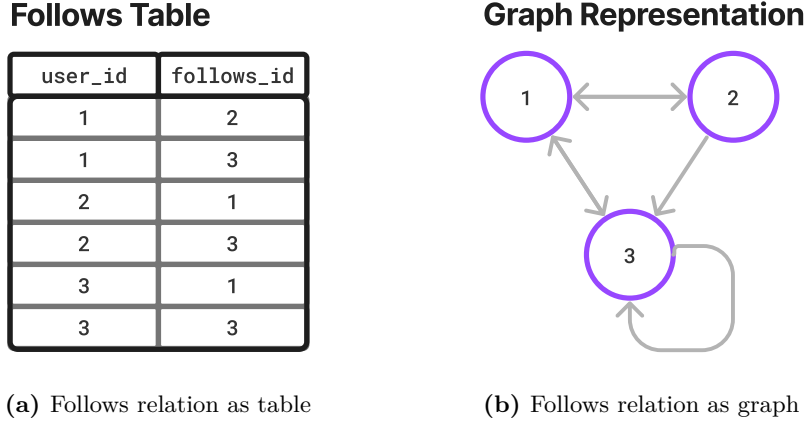 Follows Table
user_id follows_id
1 2
1 3
2 1
2 3
3 1
3 3
(a) Follows relation as table
Graph Representation
1 2
3
(b) Follows relation as graph